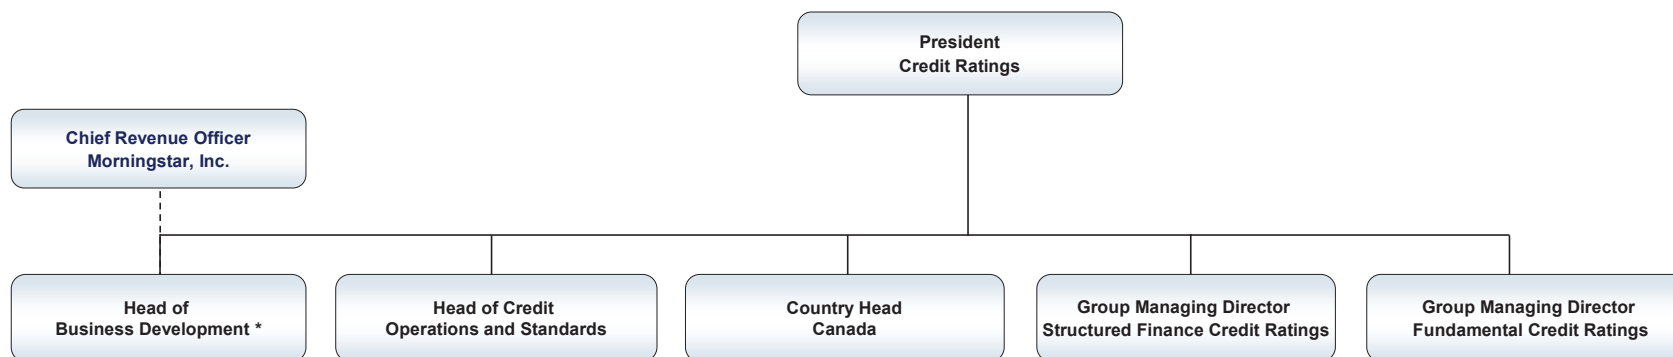 President
Credit Ratings
Chief Revenue Officer
Morningstar, Inc.
Head of
Business Development *
Head of Credit
Operations and Standards
Country Head
Canada
Group Managing Director
Structured Finance Credit Ratings
Group Managing Director
Fundamental Credit Ratings